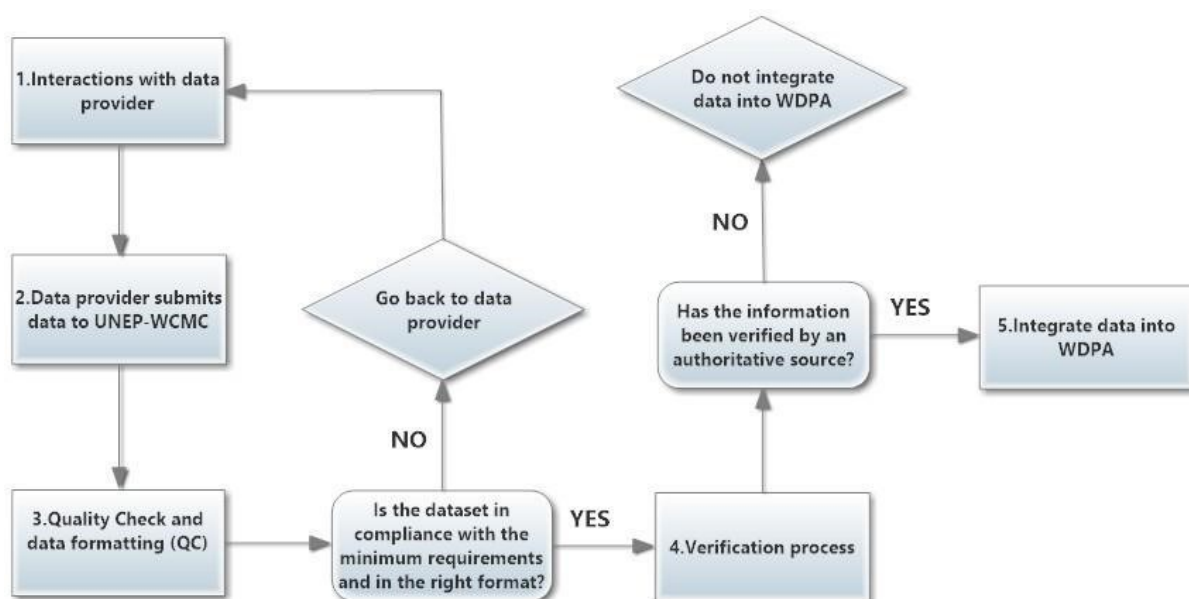 1.Interactions with data
provider
2.Data provider submits
data to UNEP-WCMC
3.Quality Check and
data formatting (QC)
Is the dataset in
compliance with the
minimum requirements
and in the right format?
NO
Go back to data
provider
YES
4.Verification process
Has the information
been verified by an
authoritative source?
NO
Do not integrate
data into WDPA
YES
5.Integrate data into
WDPA